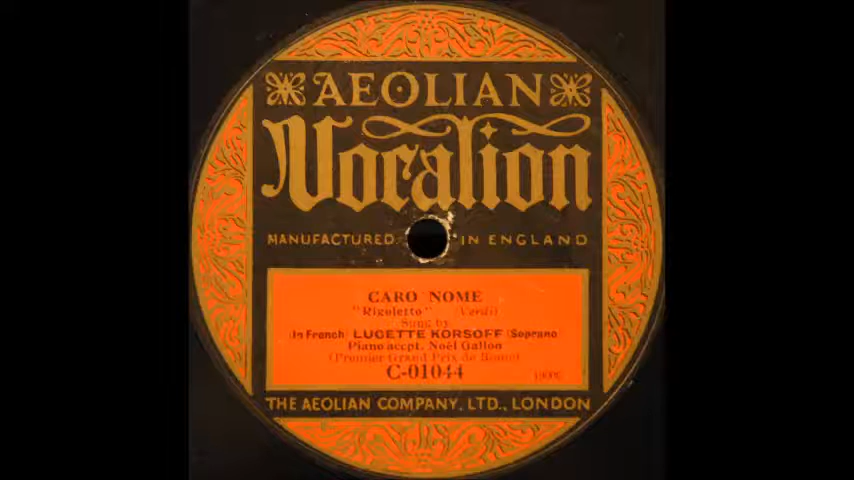 AEOLIAN
Vocalion
MANUFACTURED IN ENGLAND
CARO NOME
"Rigoletto" (Verdi)
Sung by
(In French) LUCETTE KORSOFF (Soprano)
Piano accpt. Noël Gallon
(Premier Grand Prix de Rome)
C-01044
THE AEOLIAN COMPANY, LTD., LONDON